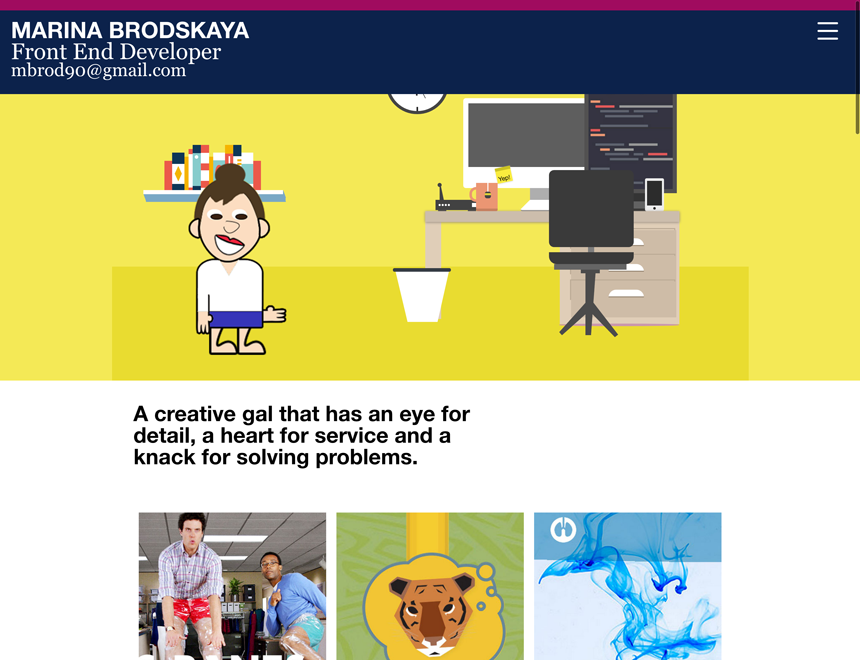 MARINA BRODSKAYA
Front End Developer
mbrod90@gmail.com
Yep!
A creative gal that has an eye for
detail, a heart for service and a
knack for solving problems.